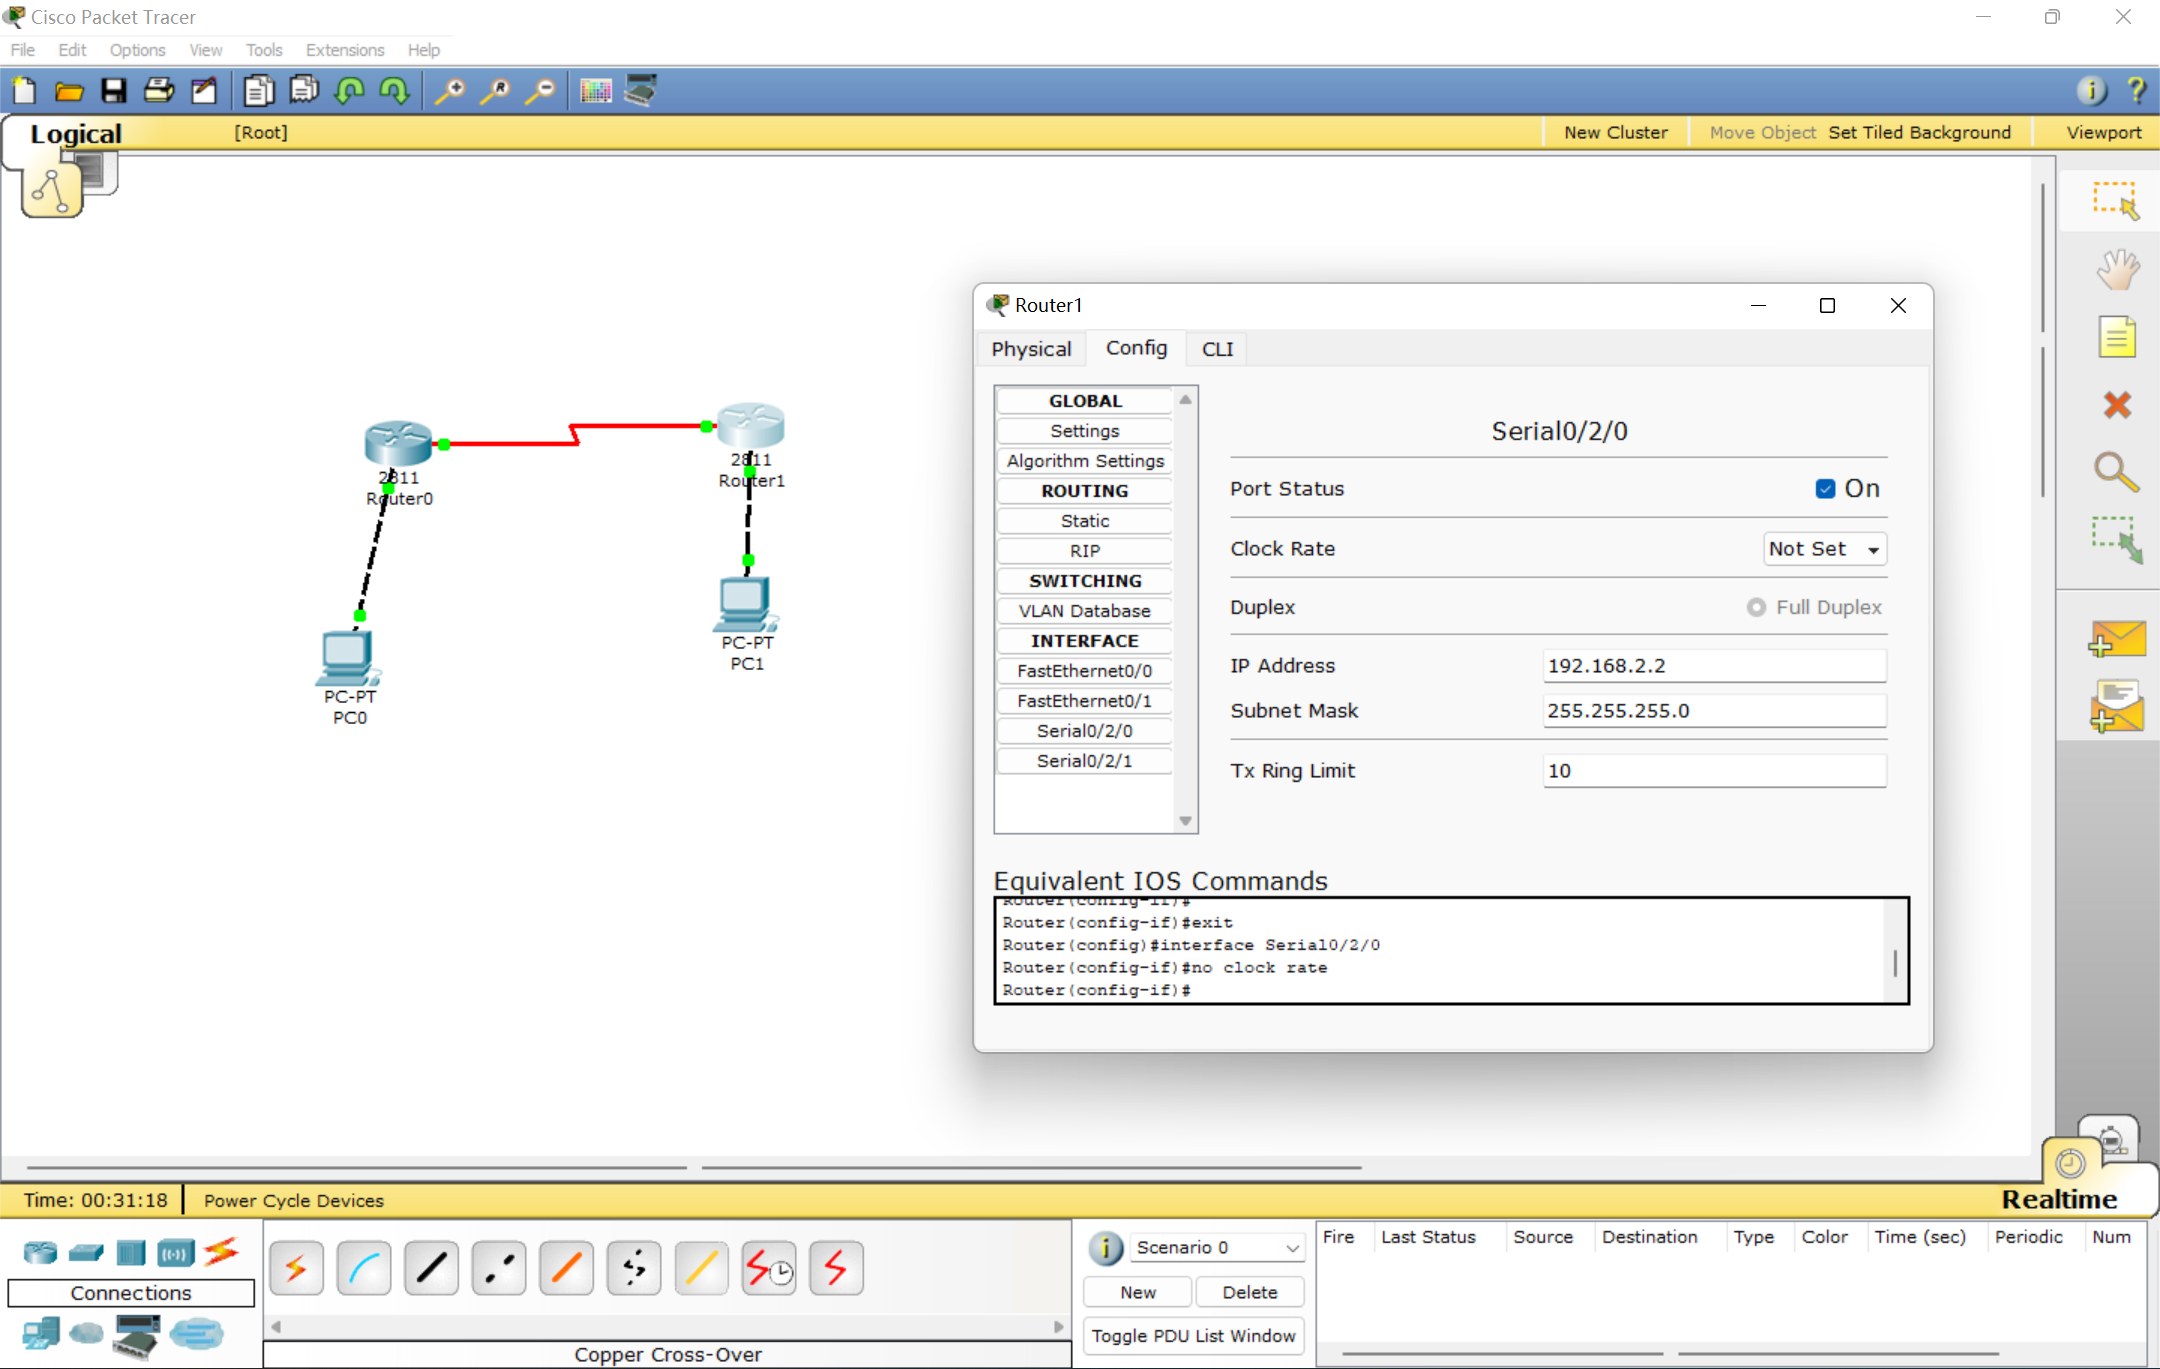 Cisco Packet Tracer
File Edit Options View Tools Extensions Help
Logical
[Root]
New Cluster
Move Object
Set Tiled Background
Viewport
2811
Router0
2811
Router1
PC-PT
PC0
PC-PT
PC1
Router1
Physical Config CLI
GLOBAL
Settings
Algorithm Settings
ROUTING
Static
RIP
SWITCHING
VLAN Database
INTERFACE
FastEthernet0/0
FastEthernet0/1
Serial0/2/0
Serial0/2/1
Serial0/2/0
Port Status On
Clock Rate Not Set
Duplex Full Duplex
IP Address 192.168.2.2
Subnet Mask 255.255.255.0
Tx Ring Limit 10
Equivalent IOS Commands
Router(config-if)#
Router(config-if)#exit
Router(config)#interface Serial0/2/0
Router(config-if)#no clock rate
Router(config-if)#
Time: 00:31:18
Power Cycle Devices
Realtime
Connections
Copper Cross-Over
Scenario 0
New Delete
Toggle PDU List Window
Fire Last Status Source Destination Type Color Time (sec) Periodic Num